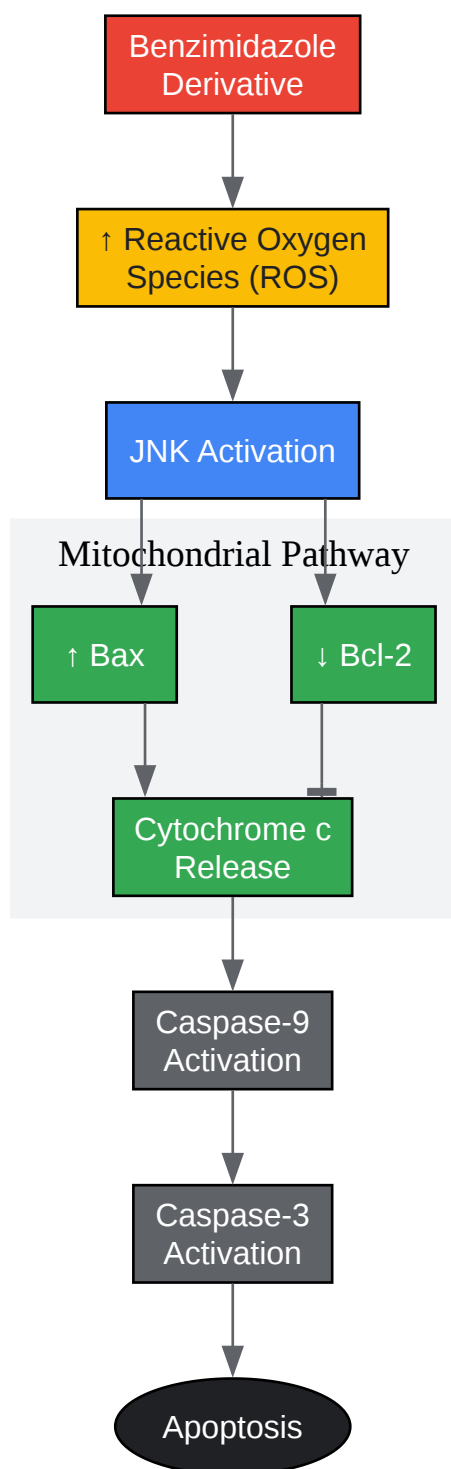 Benzimidazole
Derivative
↑ Reactive Oxygen
Species (ROS)
JNK Activation
Mitochondrial Pathway
↑ Bax
↓ Bcl-2
Cytochrome c
Release
Caspase-9
Activation
Caspase-3
Activation
Apoptosis